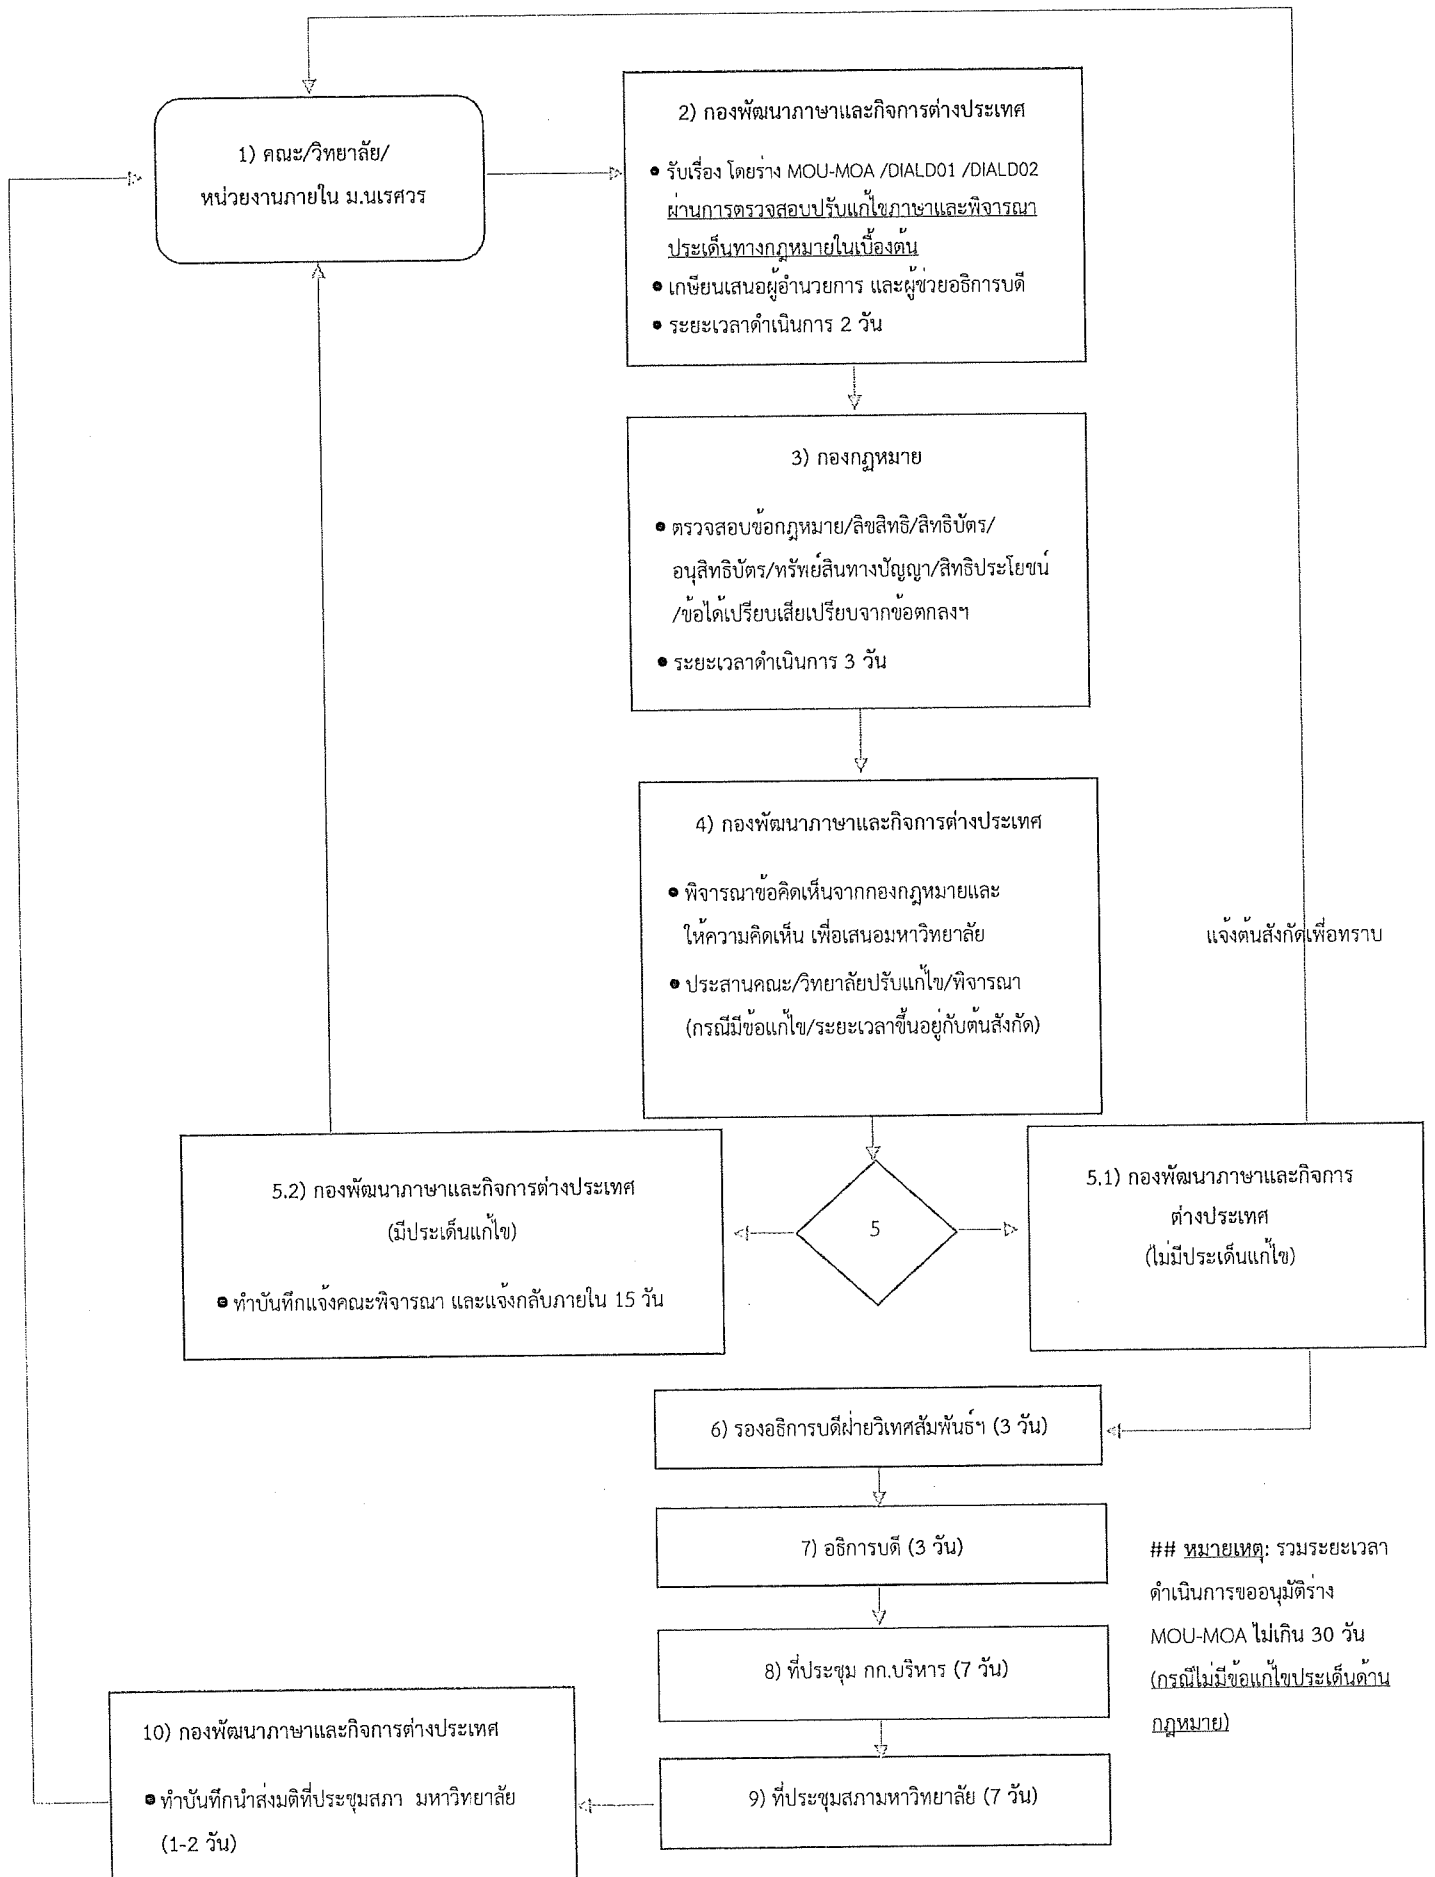 1) คณะ/วิทยาลัย/
หน่วยงานภายใน ม.นเรศวร
2) กองพัฒนาภาษาและกิจการต่างประเทศ
● รับเรื่อง โดยร่าง MOU-MOA /DIALD01 /DIALD02
ผ่านการตรวจสอบปรับแก้ไขภาษาและพิจารณา
ประเด็นทางกฎหมายในเบื้องต้น
● เกษียนเสนอผู้อำนวยการ และผู้ช่วยอธิการบดี
● ระยะเวลาดำเนินการ 2 วัน
3) กองกฎหมาย
● ตรวจสอบข้อกฎหมาย/ลิขสิทธิ/สิทธิบัตร/
อนุสิทธิบัตร/ทรัพย์สินทางปัญญา/สิทธิประโยชน์
/ข้อได้เปรียบเสียเปรียบจากข้อตกลงฯ
● ระยะเวลาดำเนินการ 3 วัน
4) กองพัฒนาภาษาและกิจการต่างประเทศ
● พิจารณาข้อคิดเห็นจากกองกฎหมายและ
ให้ความคิดเห็น เพื่อเสนอมหาวิทยาลัย
● ประสานคณะ/วิทยาลัยปรับแก้ไข/พิจารณา
(กรณีมีข้อแก้ไข/ระยะเวลาขึ้นอยู่กับต้นสังกัด)
แจ้งต้นสังกัดเพื่อทราบ
5.2) กองพัฒนาภาษาและกิจการต่างประเทศ
(มีประเด็นแก้ไข)
● ทำบันทึกแจ้งคณะพิจารณา และแจ้งกลับภายใน 15 วัน
5
5.1) กองพัฒนาภาษาและกิจการ
ต่างประเทศ
(ไม่มีประเด็นแก้ไข)
6) รองอธิการบดีฝ่ายวิเทศสัมพันธ์ฯ (3 วัน)
7) อธิการบดี (3 วัน)
8) ที่ประชุม กก.บริหาร (7 วัน)
9) ที่ประชุมสภามหาวิทยาลัย (7 วัน)
10) กองพัฒนาภาษาและกิจการต่างประเทศ
● ทำบันทึกนำส่งมติที่ประชุมสภา มหาวิทยาลัย
(1-2 วัน)
## หมายเหตุ: รวมระยะเวลา
ดำเนินการขออนุมัติร่าง
MOU-MOA ไม่เกิน 30 วัน
(กรณีไม่มีข้อแก้ไขประเด็นด้าน
กฎหมาย)